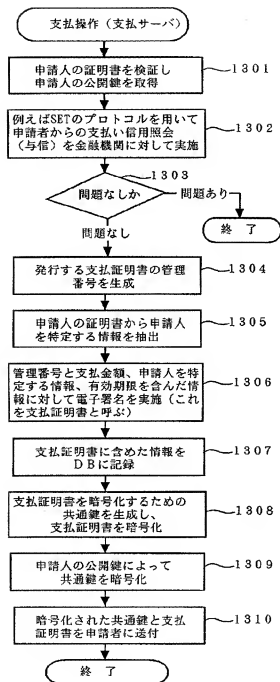 支払操作(支払サーバ)
申請人の証明書を検証し
申請人の公開鍵を取得
1301
例えばSETのプロトコルを用いて
申請者からの支払い信用照会
(与信)を金融機関に対して実施
1302
1303
問題なしか
問題あり
終 了
問題なし
発行する支払証明書の管理
番号を生成
1304
申請人の証明書から申請人
を特定する情報を抽出
1305
管理番号と支払金額、申請人を特
定する情報、有効期限を含んだ情
報に対して電子署名を実施(これ
を支払証明書と呼ぶ)
1306
支払証明書に含めた情報を
DBに記録
1307
支払証明書を暗号化するための
共通鍵を生成し、
支払証明書を暗号化
1308
申請人の公開鍵によって
共通鍵を暗号化
1309
暗号化された共通鍵と支払
証明書を申請者に送付
1310
終 了